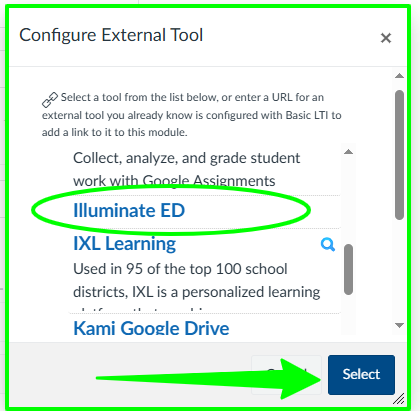 Configure External Tool
Select a tool from the list below, or enter a URL for an
external tool you already know is configured with Basic LTI to
add a link to it to this module.
Collect, analyze, and grade student
work with Google Assignments
Illuminate ED
IXL Learning
Used in 95 of the top 100 school
districts, IXL is a personalized learning
Kami Google Drive
Select